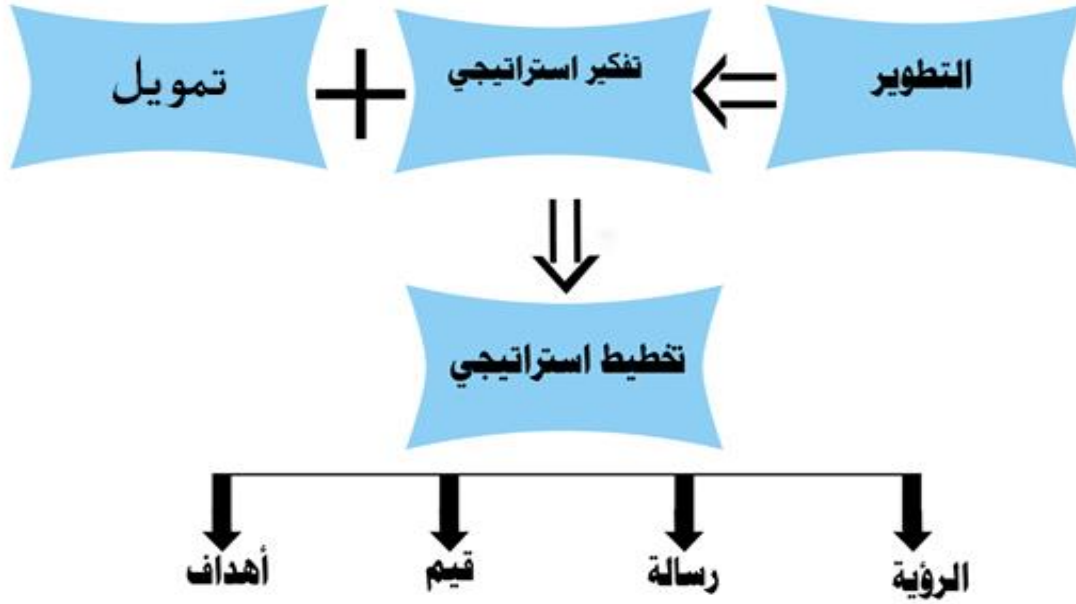 التطوير
تفكير استراتيجي
تمويل
تخطيط استراتيجي
الرؤية
رسالة
قيم
أهداف